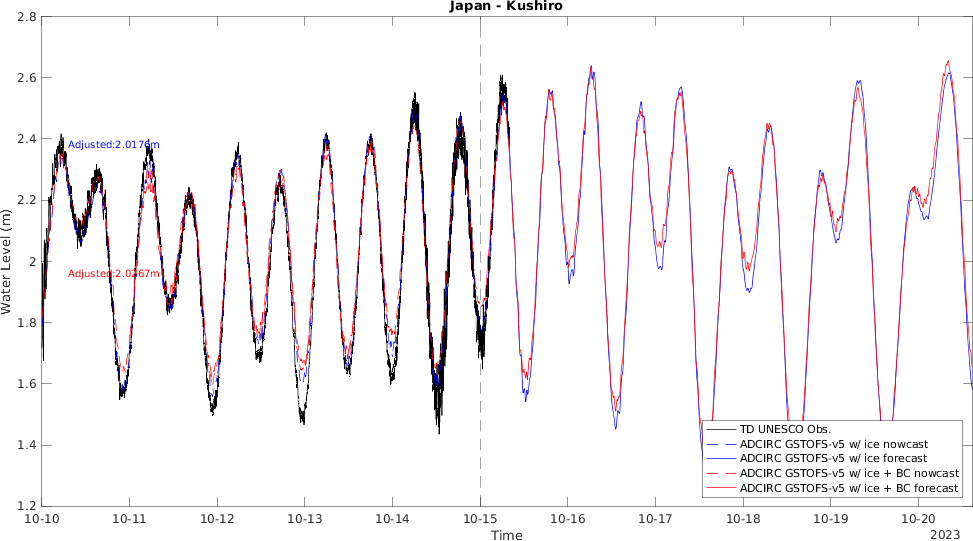 Japan - Kushiro
2.8
2.6
2.4
2.2
2
1.8
1.6
1.4
1.2
Water Level (m)
Adjusted:2.0176m
Adjusted:2.0267m
TD UNESCO Obs.
ADCIRC GSTOFS-v5 w/ ice nowcast
ADCIRC GSTOFS-v5 w/ ice forecast
ADCIRC GSTOFS-v5 w/ ice + BC nowcast
ADCIRC GSTOFS-v5 w/ ice + BC forecast
10-10 10-11 10-12 10-13 10-14 10-15 10-16 10-17 10-18 10-19 10-20
Time
2023